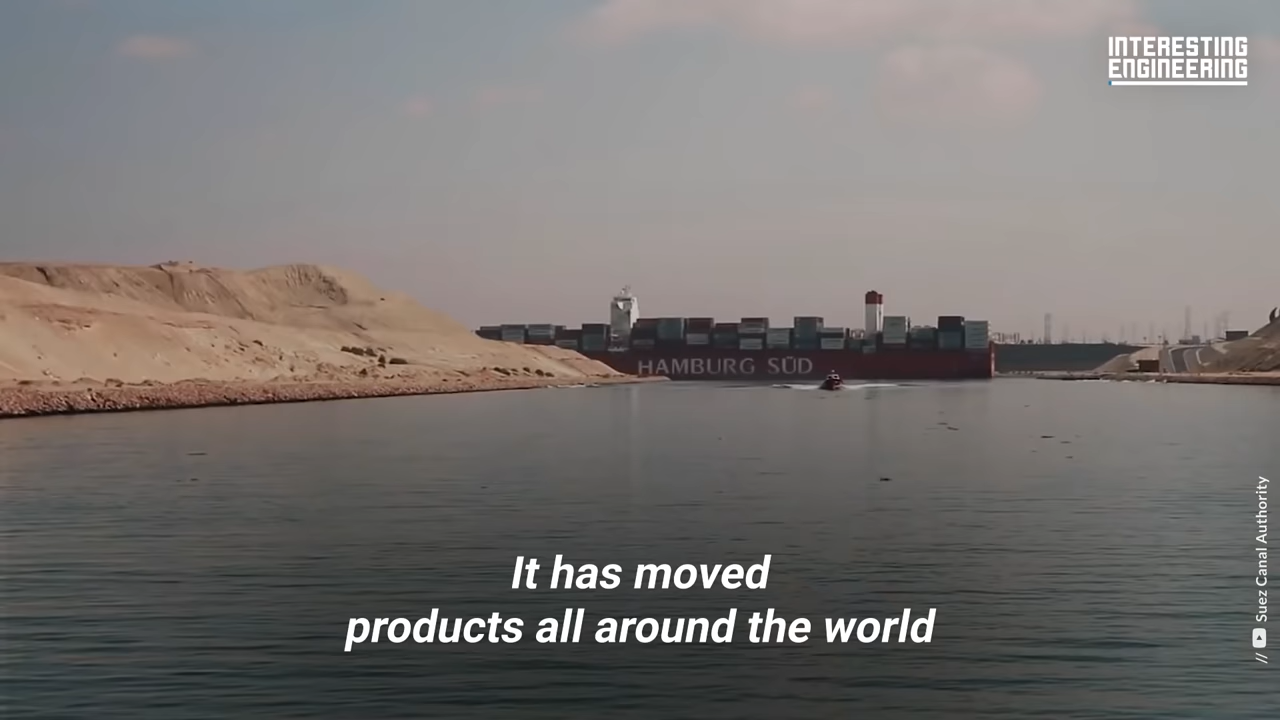 INTERESTING
ENGINEERING
HAMBURG SÜD
It has moved
products all around the world
// Suez Canal Authority